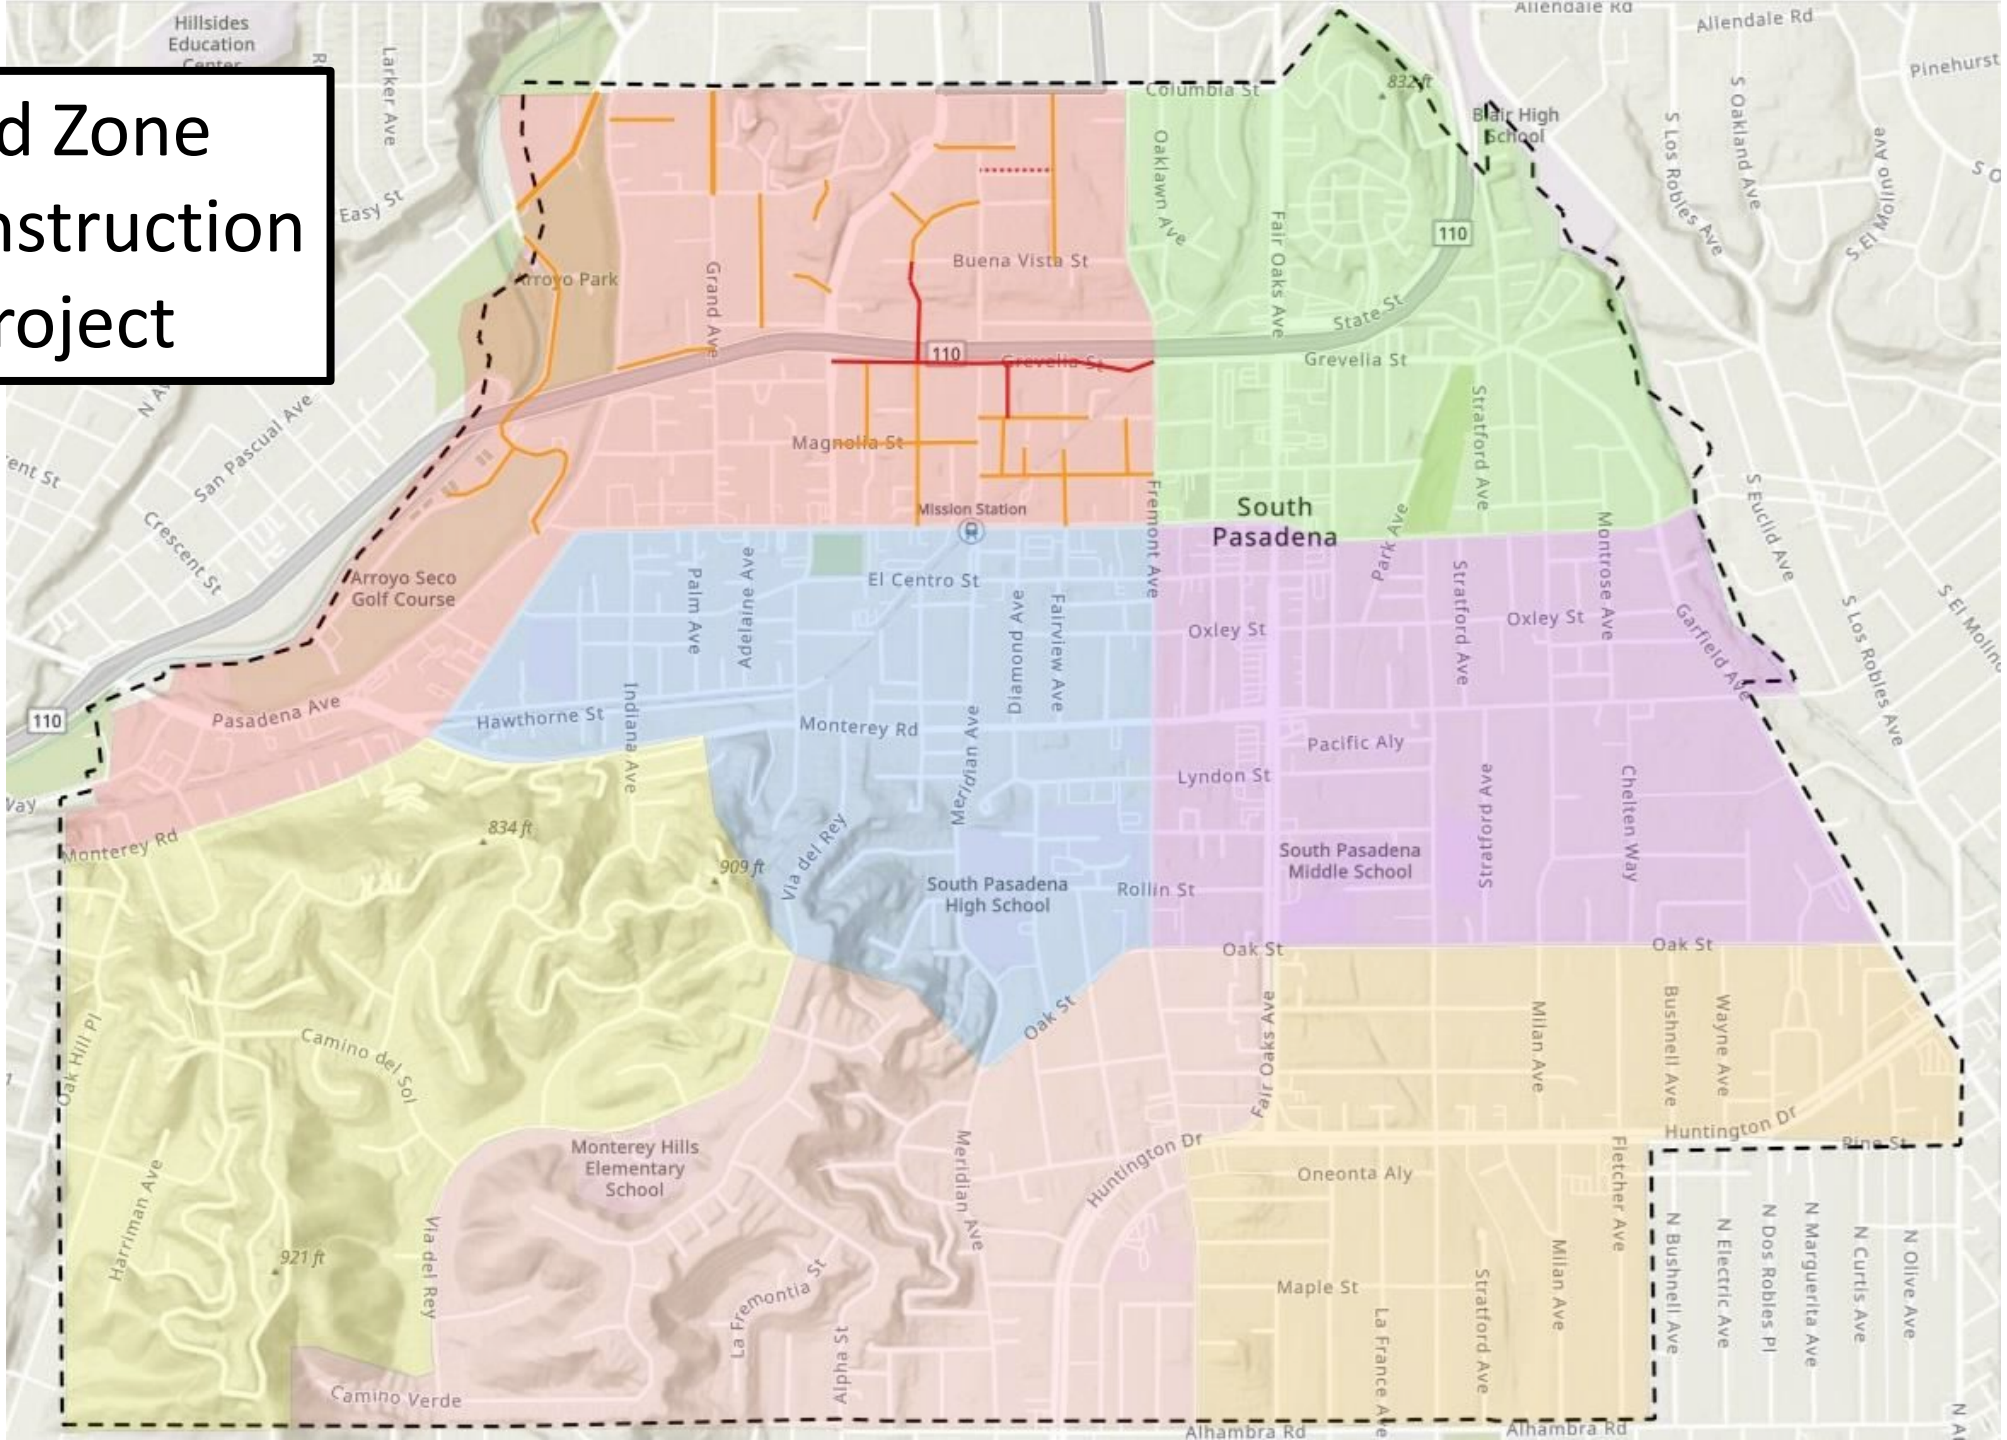 Hillsides
Education
Center
d Zone
nstruction
roject
Larker Ave
Easy St
Allendale Rd
Allendale Rd
Pinehurst
Columbia St
832 ft
Blair High
School
S Los Robles Ave
S Oakland Ave
S El Molino Ave
Oaklawn Ave
Fair Oaks Ave
110
Arroyo Park
Grand Ave
Buena Vista St
State St
110
Grevelia St
Grevelia St
San Pascual Ave
Magnolia St
Stratford Ave
Crescent St
Mission Station
Fremont Ave
South
Pasadena
Park Ave
Montrose Ave
S Euclid Ave
Arroyo Seco
Golf Course
Palm Ave
Adelaine Ave
El Centro St
Diamond Ave
Fairview Ave
Oxley St
Stratford Ave
Oxley St
Garfield Ave
S Los Robles Ave
S El Molino
110
Pasadena Ave
Hawthorne St
Indiana Ave
Monterey Rd
Meridian Ave
Pacific Aly
Lyndon St
Stratford Ave
Chelten Way
Way
Monterey Rd
834 ft
909 ft
Via del Rey
South Pasadena
High School
Rollin St
South Pasadena
Middle School
Oak St
Oak St
Oak Hill Pl
Camino del Sol
Oak St
Fair Oaks Ave
Milan Ave
Bushnell Ave
Wayne Ave
Huntington Dr
Pine St
Harriman Ave
Monterey Hills
Elementary
School
Meridian Ave
Huntington Dr
Oneonta Aly
Fletcher Ave
921 ft
Via del Rey
La Fremontia St
Alpha St
Maple St
La France Ave
Stratford Ave
Milan Ave
N Bushnell Ave
N Electric Ave
N Dos Robles Pl
N Marguerita Ave
N Curtis Ave
N Olive Ave
Camino Verde
Alhambra Rd
Alhambra Rd